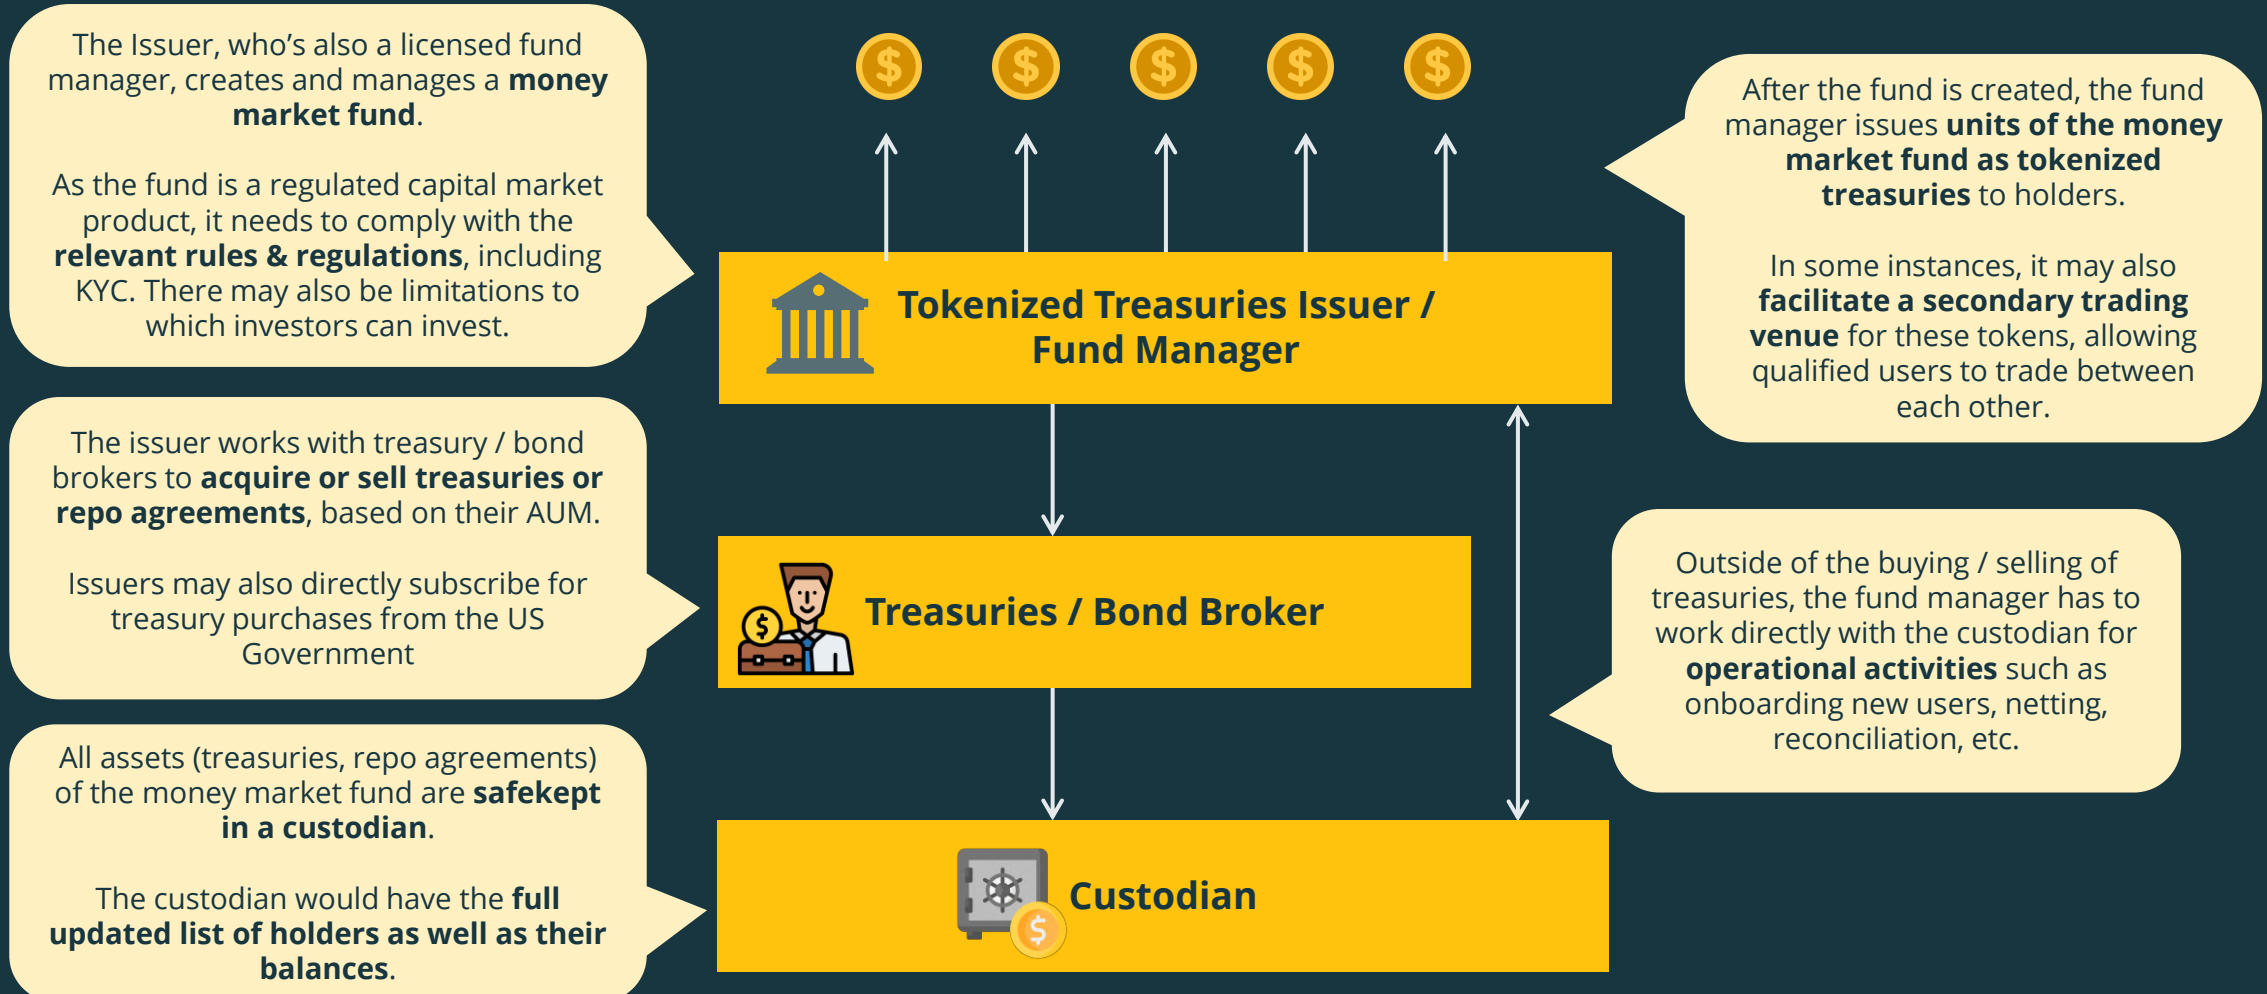 The Issuer, who’s also a licensed fund
manager, creates and manages a money
market fund.
As the fund is a regulated capital market
product, it needs to comply with the
relevant rules & regulations, including
KYC. There may also be limitations to
which investors can invest.
The issuer works with treasury / bond
brokers to acquire or sell treasuries or
repo agreements, based on their AUM.
Issuers may also directly subscribe for
treasury purchases from the US
Government
All assets (treasuries, repo agreements)
of the money market fund are safekept
in a custodian.
The custodian would have the full
updated list of holders as well as their
balances.
$ $ $ $ $
Tokenized Treasuries Issuer /
Fund Manager
$
Treasuries / Bond Broker
$
Custodian
After the fund is created, the fund
manager issues units of the money
market fund as tokenized
treasuries to holders.
In some instances, it may also
facilitate a secondary trading
venue for these tokens, allowing
qualified users to trade between
each other.
Outside of the buying / selling of
treasuries, the fund manager has to
work directly with the custodian for
operational activities such as
onboarding new users, netting,
reconciliation, etc.